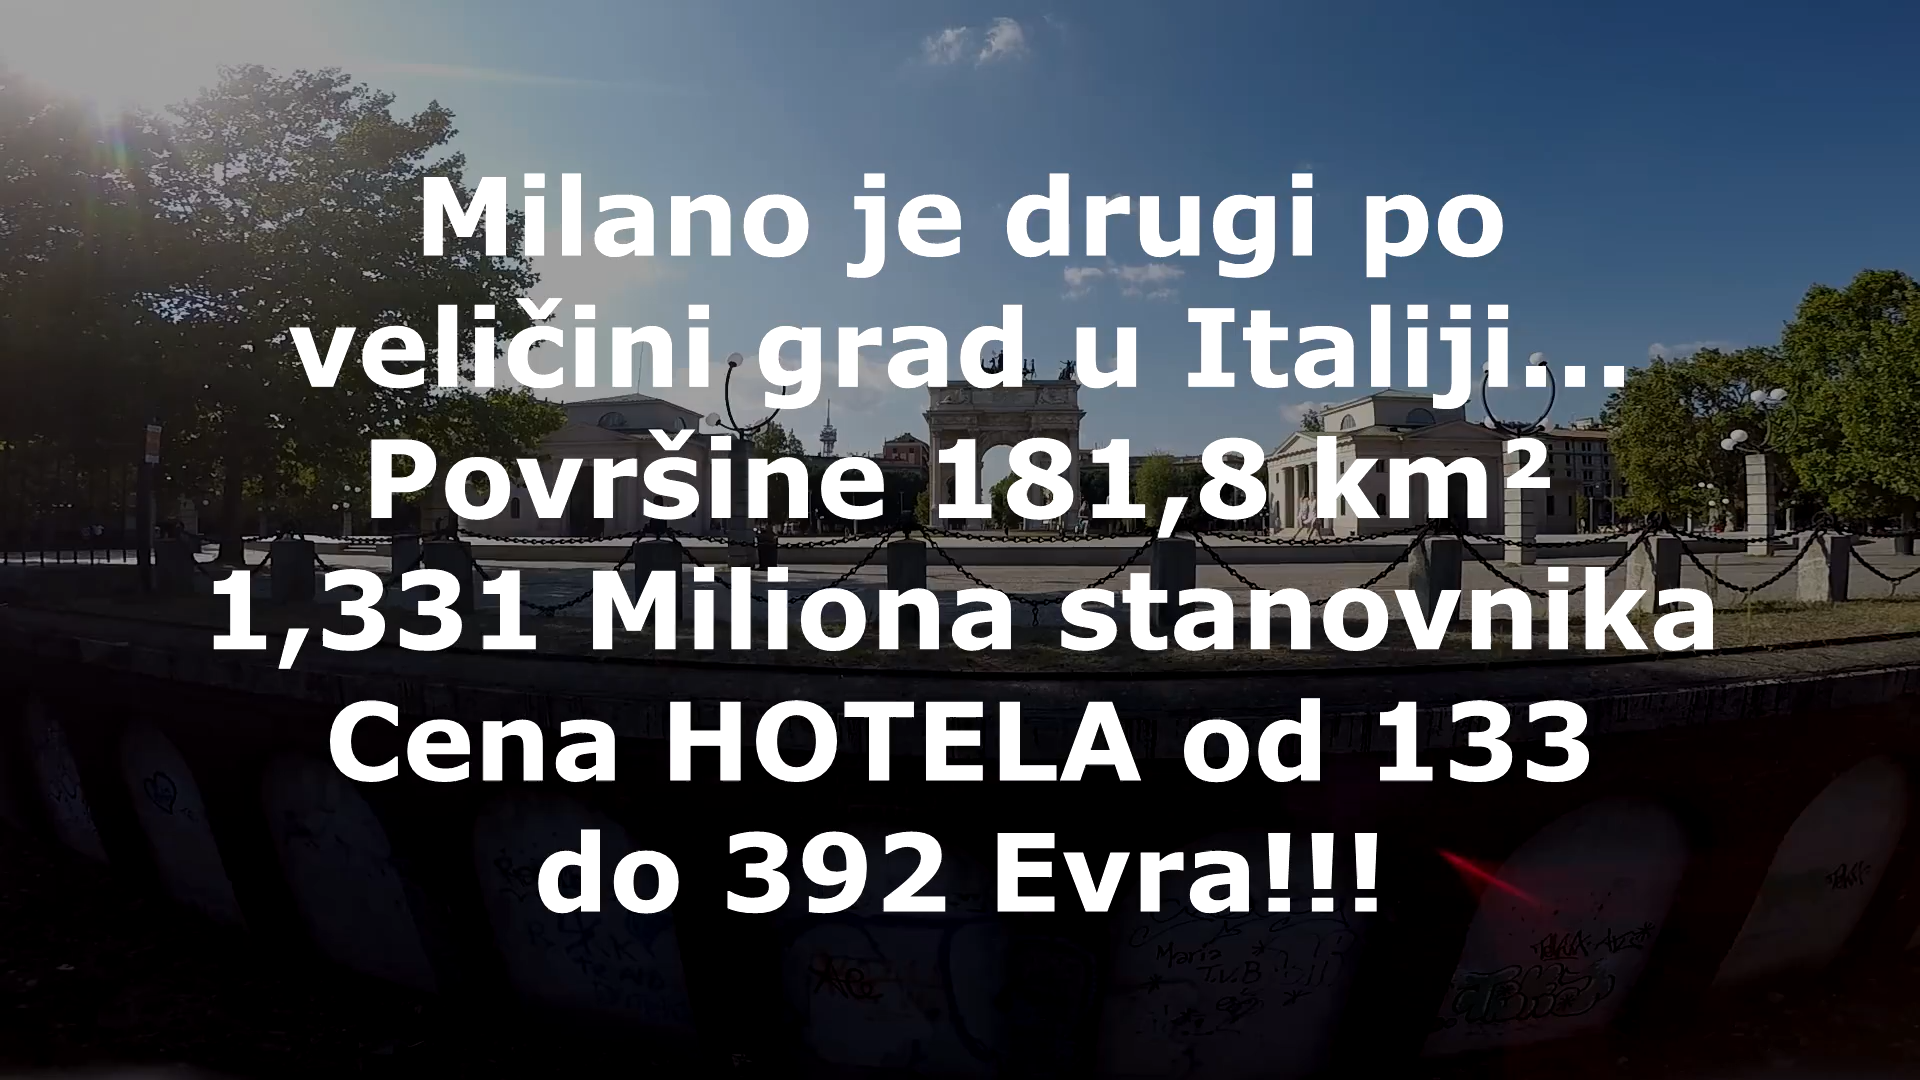 Milano je drugi po
veličini grad u Italiji...
Površine 181,8 km²
1,331 Miliona stanovnika
Cena HOTELA od 133
do 392 Evra!!!
Maria
T.v.B